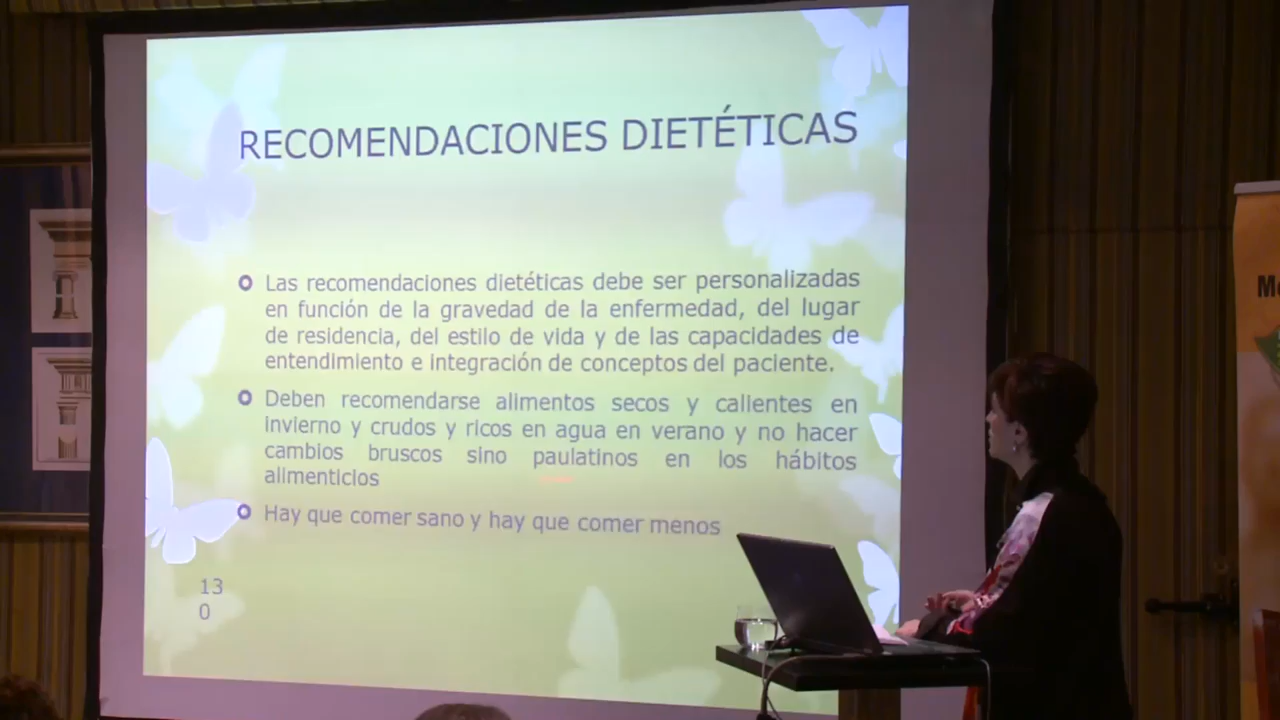 RECOMENDACIONES DIETÉTICAS
Las recomendaciones dietéticas debe ser personalizadas
en función de la gravedad de la enfermedad, del lugar
de residencia, del estilo de vida y de las capacidades de
entendimiento e integración de conceptos del paciente.
Deben recomendarse alimentos secos y calientes en
invierno y crudos y ricos en agua en verano y no hacer
cambios bruscos sino paulatinos en los hábitos
alimenticios
Hay que comer sano y hay que comer menos
13
0